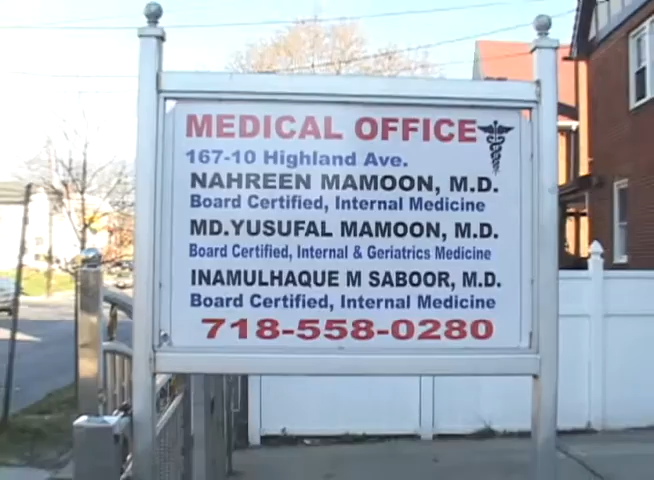 MEDICAL OFFICE
167-10 Highland Ave.
NAHREEN MAMOON, M.D.
Board Certified, Internal Medicine
MD.YUSUFAL MAMOON, M.D.
Board Certified, Internal & Geriatrics Medicine
INAMULHAQUE M SABOOR, M.D.
Board Certified, Internal Medicine
718-558-0280